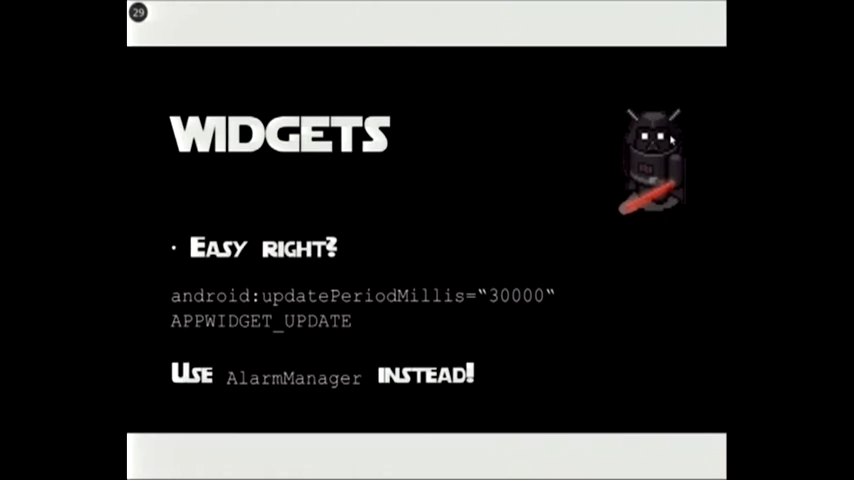 29
WIDGETS
· EASY RIGHT?
android:updatePeriodMillis="30000"
APPWIDGET_UPDATE
USE AlarmManager INSTEAD!